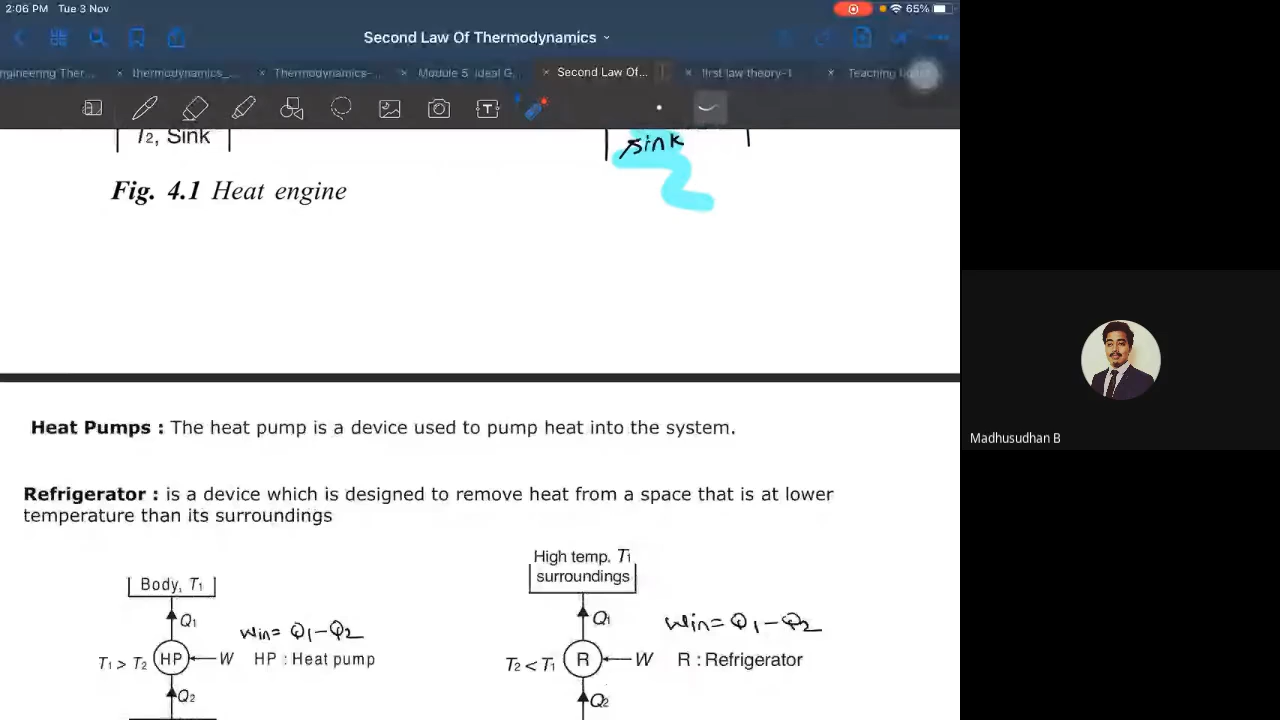 2:06 PM Tue 3 Nov
65%
Second Law Of Thermodynamics
ngineering Ther...
× thermodynamics_...
× Thermodynamics-...
× Module 5 Ideal G...
× Second Law Of...
× first law theory-1
× Teaching
T2, Sink
sink
Fig. 4.1 Heat engine
Heat Pumps : The heat pump is a device used to pump heat into the system.
Refrigerator : is a device which is designed to remove heat from a space that is at lower
temperature than its surroundings
Body, T1
Q1
Win = Q1 - Q2
T1 > T2 HP W HP : Heat pump
Q2
High temp. T1
surroundings
Q1
Win = Q1 - Q2
T2 < T1 R W R : Refrigerator
Q2
Madhusudhan B